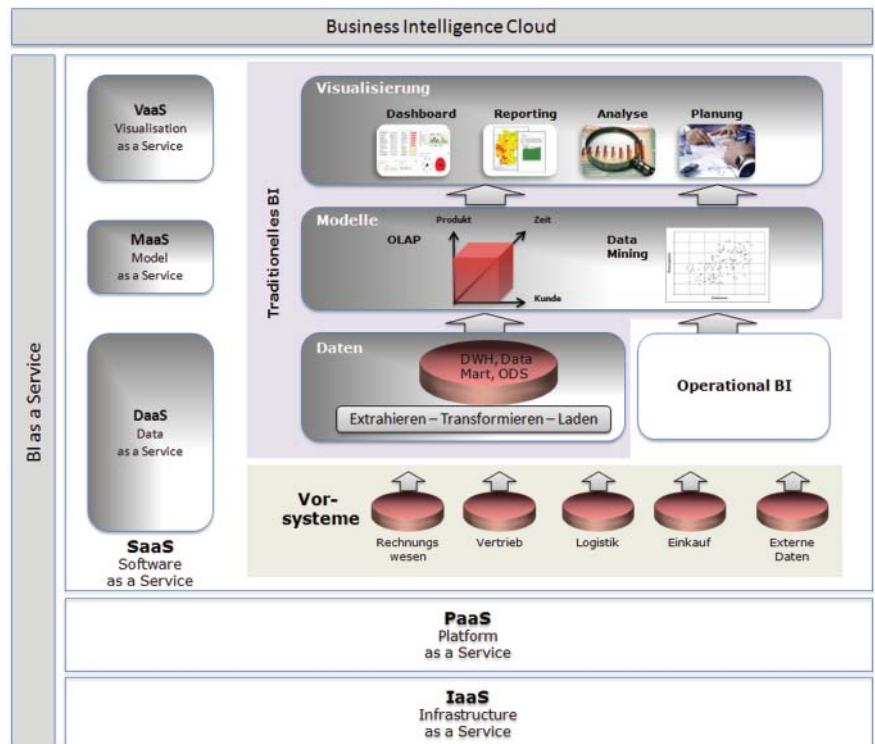 Business Intelligence Cloud
BI as a Service
VaaS
Visualisation
as a Service
MaaS
Model
as a Service
DaaS
Data
as a Service
SaaS
Software
as a Service
Traditionelles BI
Visualisierung
Dashboard
Reporting
Analyse
Planung
Modelle
OLAP
Produkt
Zeit
Kunde
Data
Mining
Daten
DWH, Data
Mart, ODS
Extrahieren – Transformieren – Laden
Operational BI
Vor-
systeme
Rechnungs
wesen
Vertrieb
Logistik
Einkauf
Externe
Daten
PaaS
Platform
as a Service
IaaS
Infrastructure
as a Service